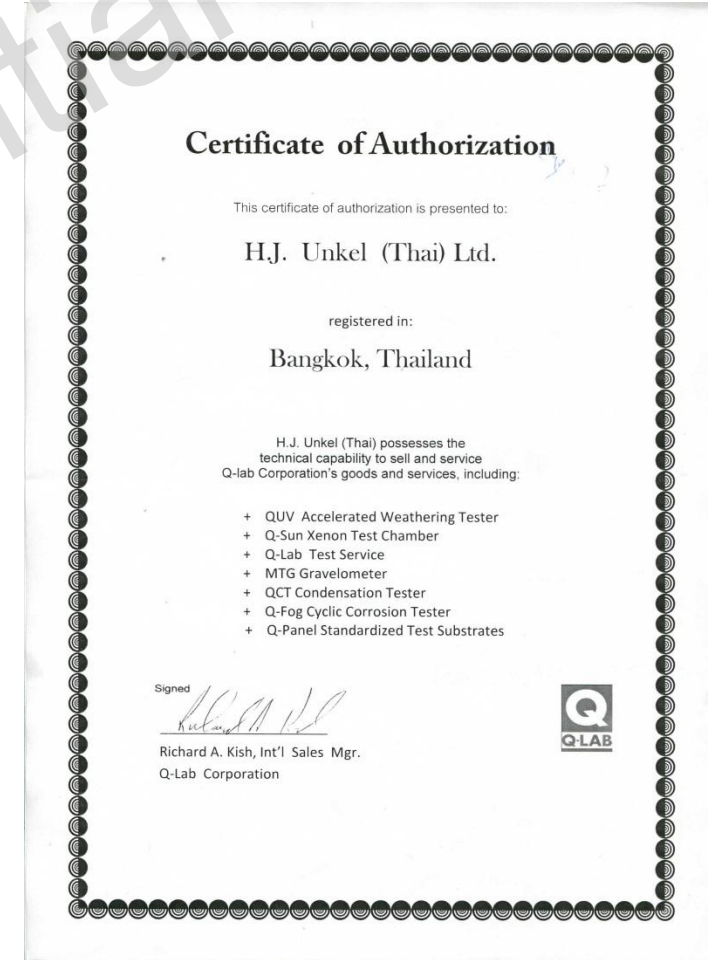 Certificate of Authorization
This certificate of authorization is presented to:
H.J. Unkel (Thai) Ltd.
registered in:
Bangkok, Thailand
H.J. Unkel (Thai) possesses the
technical capability to sell and service
Q-lab Corporation's goods and services, including:
+ QUV Accelerated Weathering Tester
+ Q-Sun Xenon Test Chamber
+ Q-Lab Test Service
+ MTG Gravelometer
+ QCT Condensation Tester
+ Q-Fog Cyclic Corrosion Tester
+ Q-Panel Standardized Test Substrates
Signed
Richard A. Kish, Int'l Sales Mgr.
Q-Lab Corporation
Q
Q-LAB